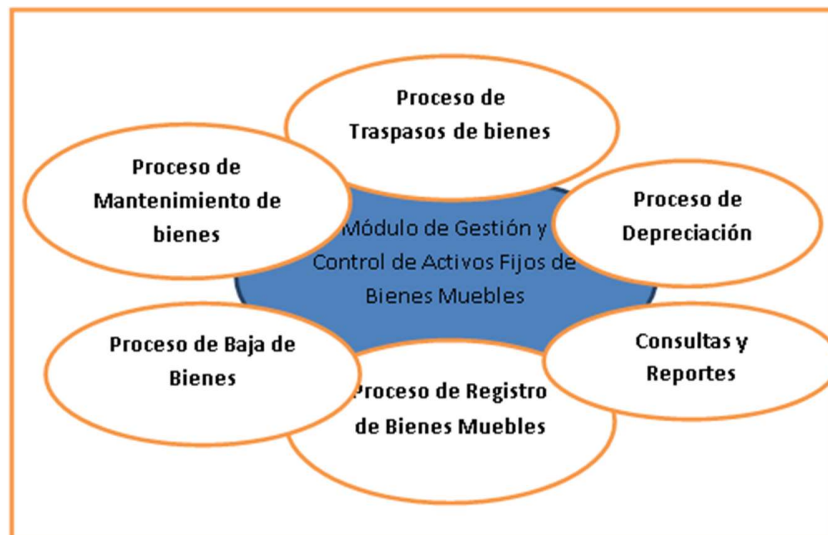 Proceso de
Traspasos de bienes
Proceso de
Mantenimiento de
bienes
Proceso de
Depreciación
Módulo de Gestión y
Control de Activos Fijos de
Bienes Muebles
Proceso de Baja de
Bienes
Consultas y
Reportes
Proceso de Registro
de Bienes Muebles